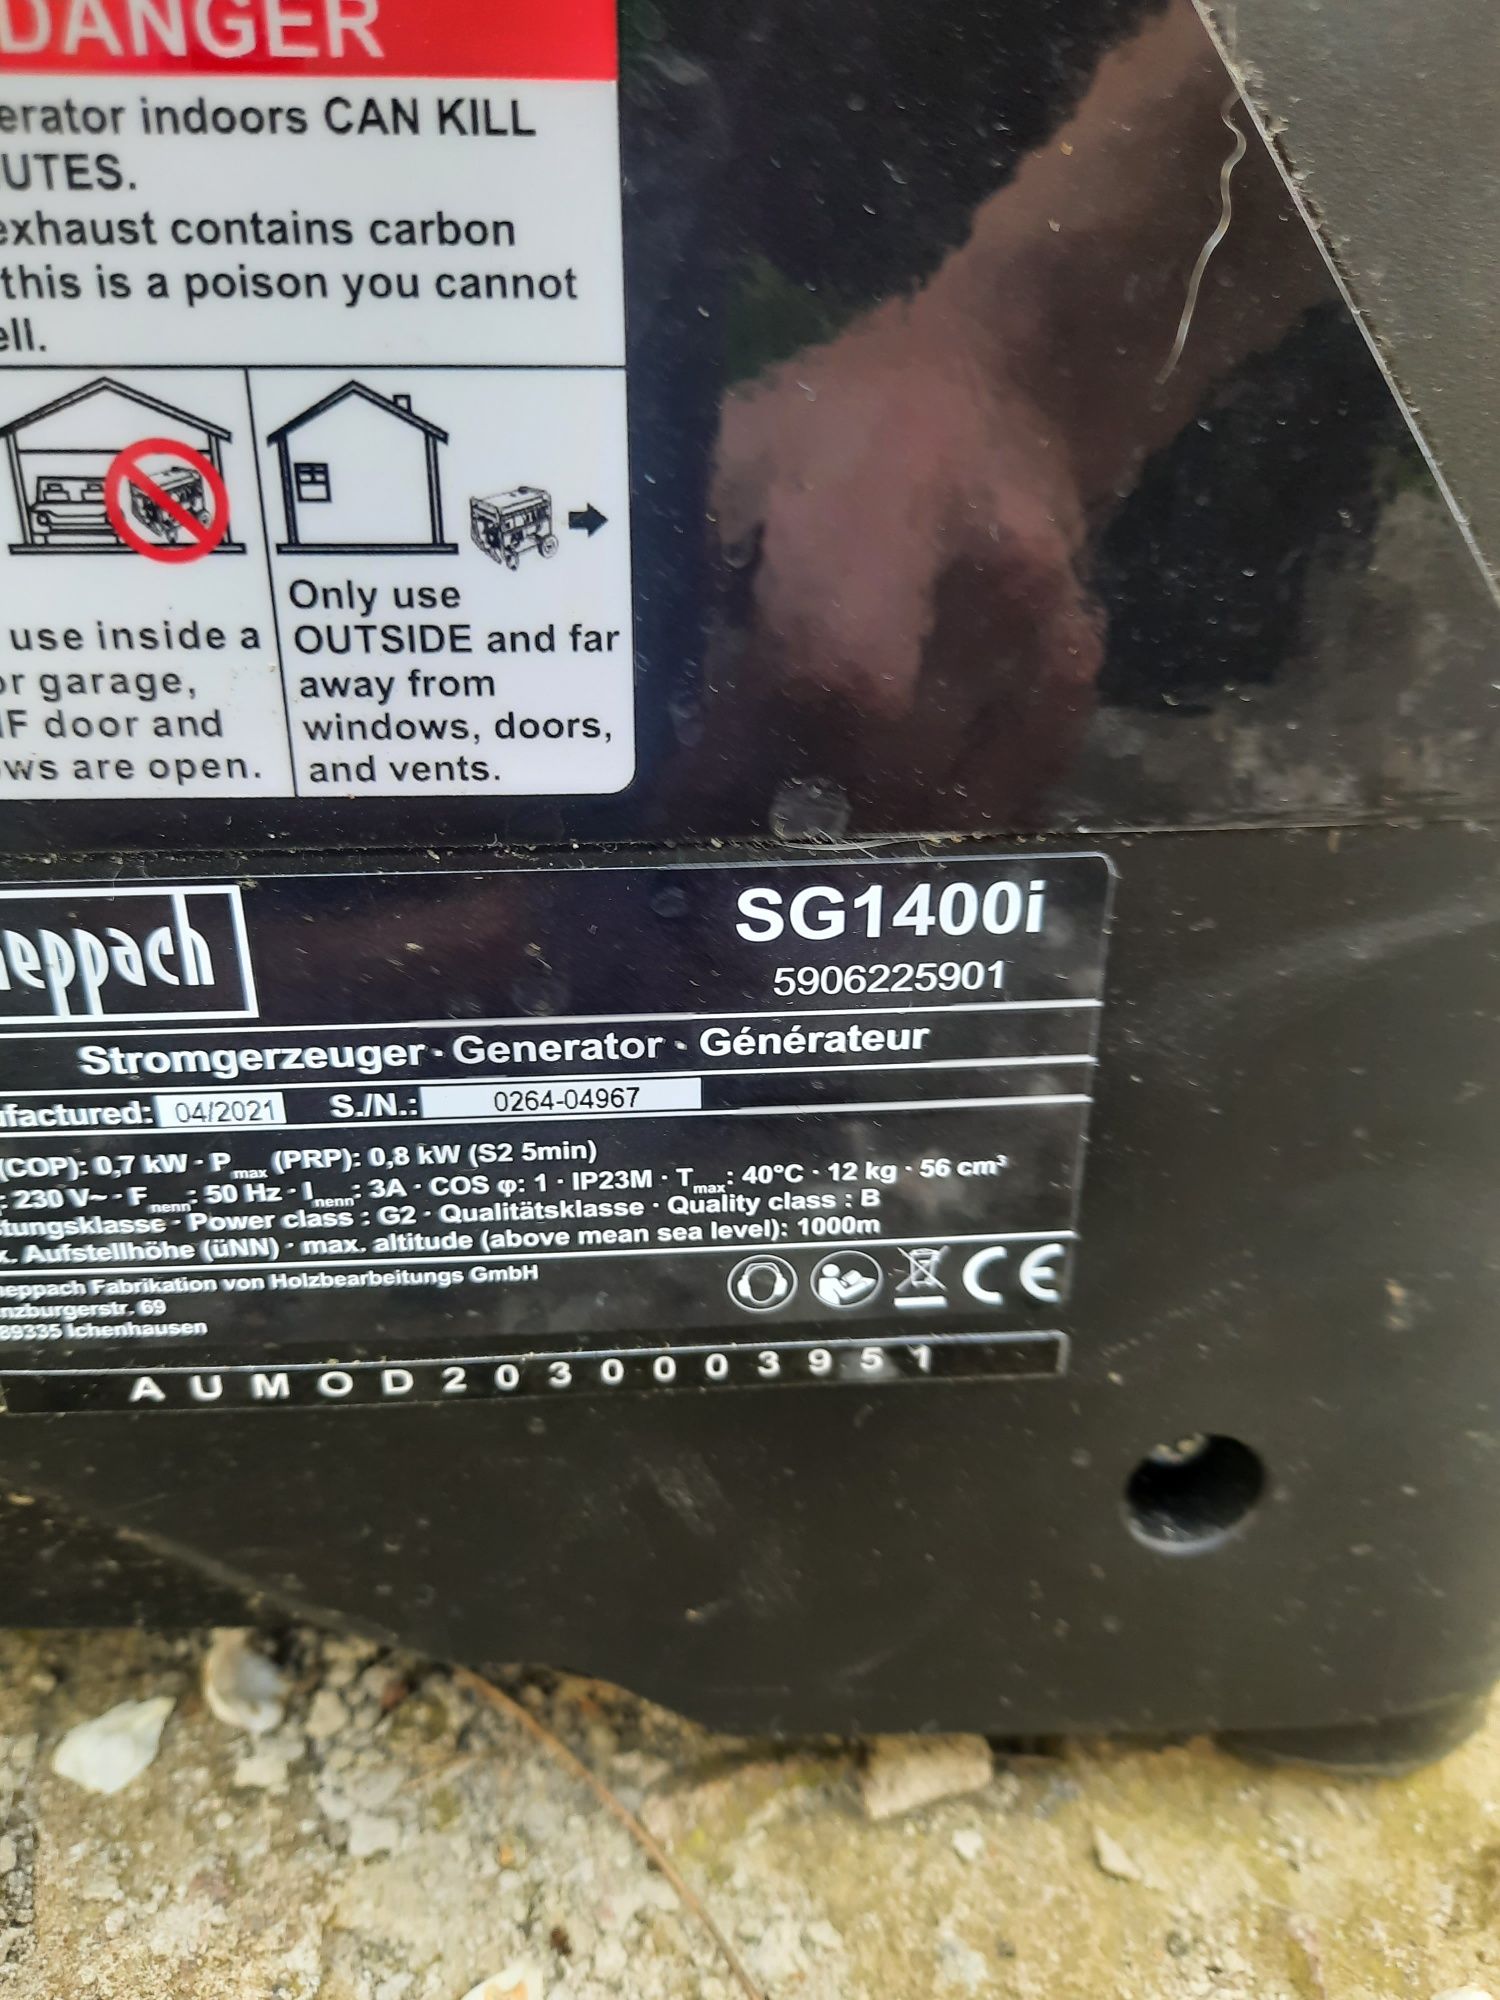 DANGER
erator indoors CAN KILL
UTES.
exhaust contains carbon
this is a poison you cannot
ell.
use inside a
or garage,
IF door and
ows are open.
Only use
OUTSIDE and far
away from
windows, doors,
and vents.
heppach
SG1400i
5906225901
Stromgerzeuger · Generator · Générateur
ufactured: 04/2021 S./N.: 0264-04967
(COP): 0,7 kW · Pmax (PRP): 0,8 kW (S2 5min)
: 230 V~ · Fnenn: 50 Hz · Inenn: 3A · COS φ: 1 · IP23M · Tmax: 40°C · 12 kg · 56 cm³
stungsklasse · Power class : G2 · Qualitätsklasse · Quality class : B
x. Aufstellhöhe (üNN) · max. altitude (above mean sea level): 1000m
heppach Fabrikation von Holzbearbeitungs GmbH
nzburgerstr. 69
89335 Ichenhausen
CE
AUMOD2030003951